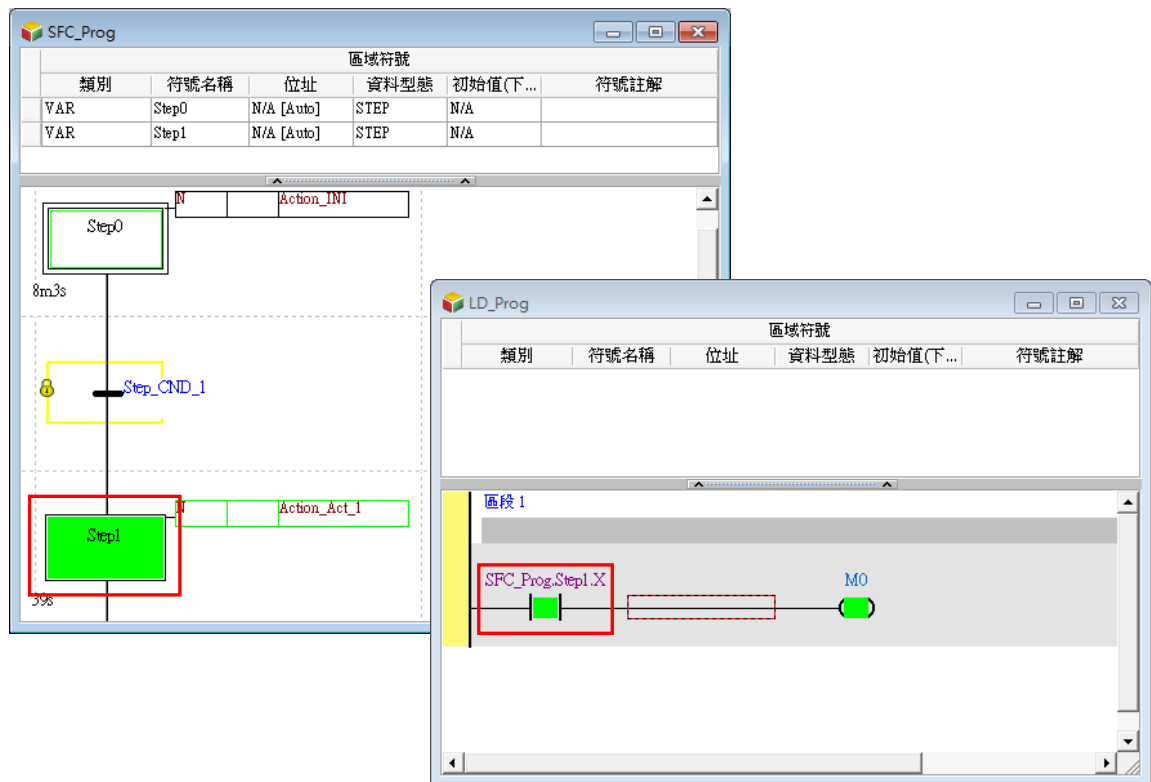 SFC_Prog
區域符號
類別 符號名稱 位址 資料型態 初始值(下... 符號註解
VAR Step0 N/A [Auto] STEP N/A
VAR Step1 N/A [Auto] STEP N/A
N Action_INI
Step0
8m3s
Step_CND_1
N Action_Act_1
Step1
39s
LD_Prog
區域符號
類別 符號名稱 位址 資料型態 初始值(下... 符號註解
區段 1
SFC_Prog.Step1.X M0